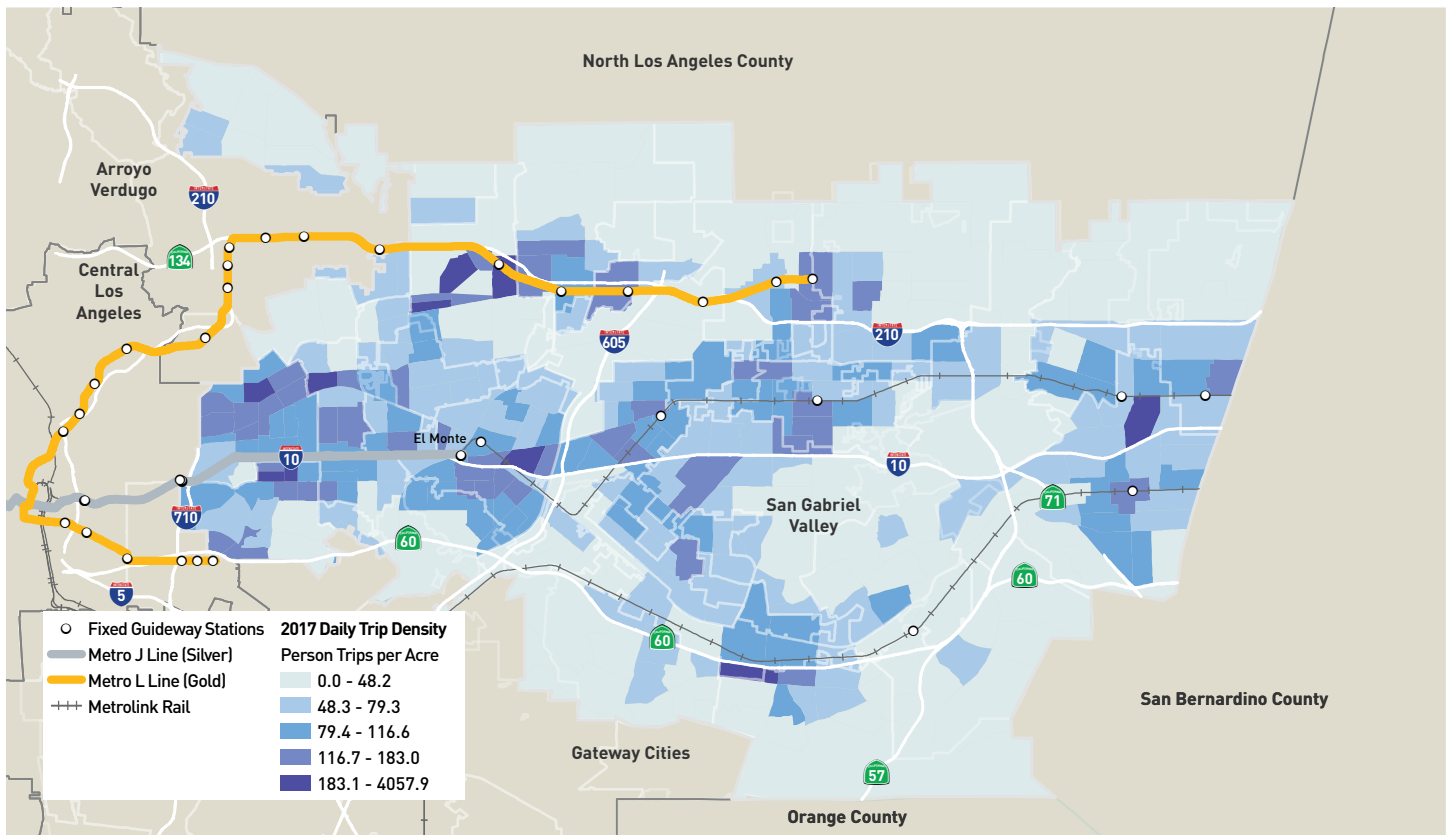 North Los Angeles County
Arroyo
Verdugo
210
134
Central
Los
Angeles
605
210
El Monte
10
10
San Gabriel
Valley
71
710
60
60
5
60
San Bernardino County
Gateway Cities
57
Orange County
Fixed Guideway Stations
Metro J Line (Silver)
Metro L Line (Gold)
Metrolink Rail
2017 Daily Trip Density
Person Trips per Acre
0.0 - 48.2
48.3 - 79.3
79.4 - 116.6
116.7 - 183.0
183.1 - 4057.9